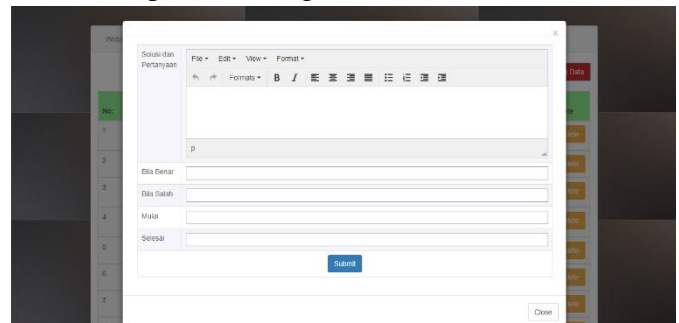 ×
Solusi dan
Pertanyaan
File Edit View Format
Formats B I
p
Bila Benar
Bila Salah
Mulai
Selesai
Submit
Close
Data
No:
1
2
3
4
5
6
7